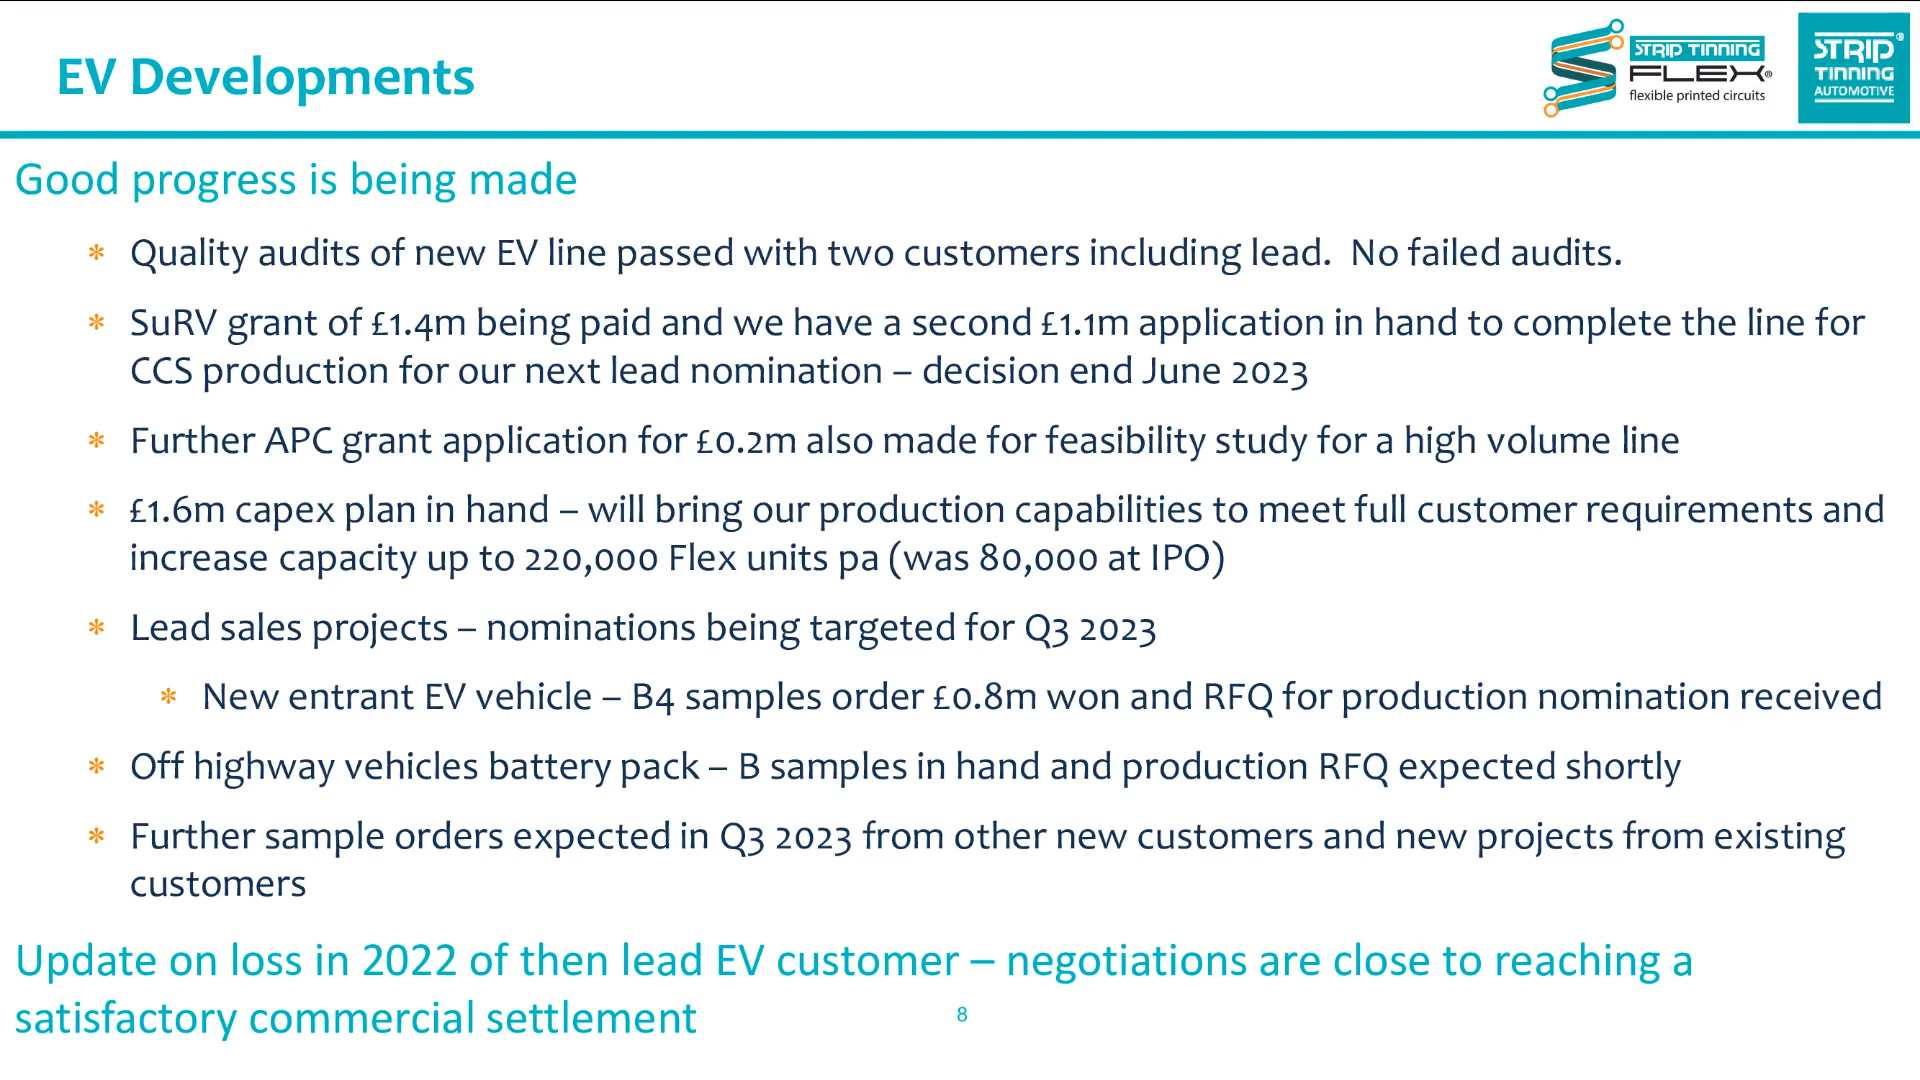 EV Developments
STRIP TINNING
FLEX®
flexible printed circuits
STRIP®
TINNING
AUTOMOTIVE
Good progress is being made
* Quality audits of new EV line passed with two customers including lead.  No failed audits.
* SuRV grant of £1.4m being paid and we have a second £1.1m application in hand to complete the line for
CCS production for our next lead nomination – decision end June 2023
* Further APC grant application for £0.2m also made for feasibility study for a high volume line
* £1.6m capex plan in hand – will bring our production capabilities to meet full customer requirements and
increase capacity up to 220,000 Flex units pa (was 80,000 at IPO)
* Lead sales projects – nominations being targeted for Q3 2023
* New entrant EV vehicle – B4 samples order £0.8m won and RFQ for production nomination received
* Off highway vehicles battery pack – B samples in hand and production RFQ expected shortly
* Further sample orders expected in Q3 2023 from other new customers and new projects from existing
customers
Update on loss in 2022 of then lead EV customer – negotiations are close to reaching a
satisfactory commercial settlement
8